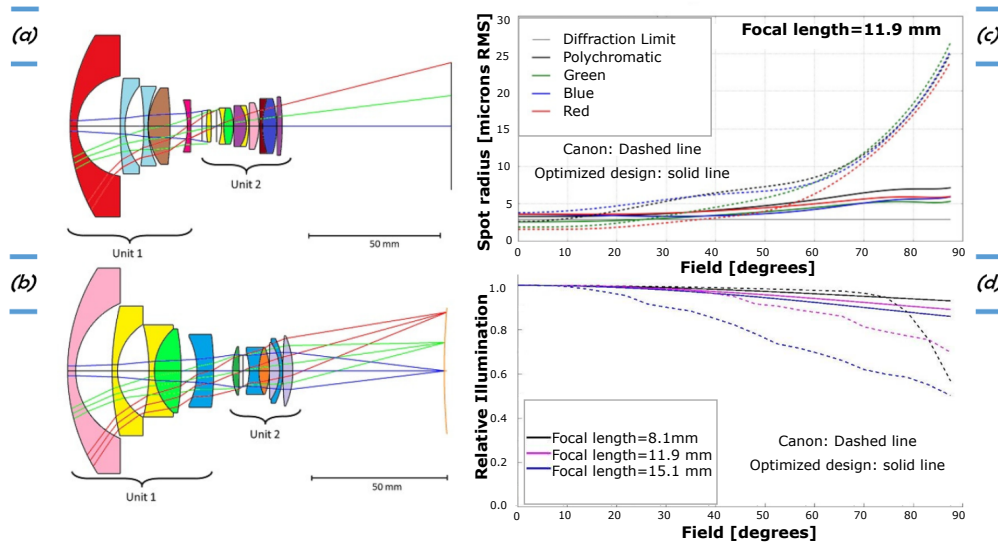 (a)
Unit 2
50 mm
Unit 1
(b)
Unit 2
50 mm
Unit 1
(c)
Focal length=11.9 mm
Diffraction Limit
Polychromatic
Green
Blue
Red
Canon: Dashed line
Optimized design: solid line
Spot radius [microns RMS]
30
25
20
15
10
5
0
0 10 20 30 40 50 60 70 80 90
Field [degrees]
(d)
Relative Illumination
1.0
0.8
0.6
0.4
0.2
0.0
Focal length=8.1mm
Focal length=11.9 mm
Focal length=15.1 mm
Canon: Dashed line
Optimized design: solid line
0 10 20 30 40 50 60 70 80 90
Field [degrees]